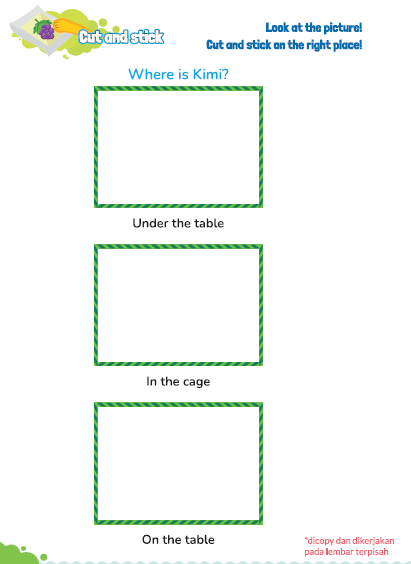 Cut and stick
Look at the picture!
Cut and stick on the right place!
Where is Kimi?
Under the table
In the cage
On the table
*dicopy dan dikerjakan
pada lembar terpisah